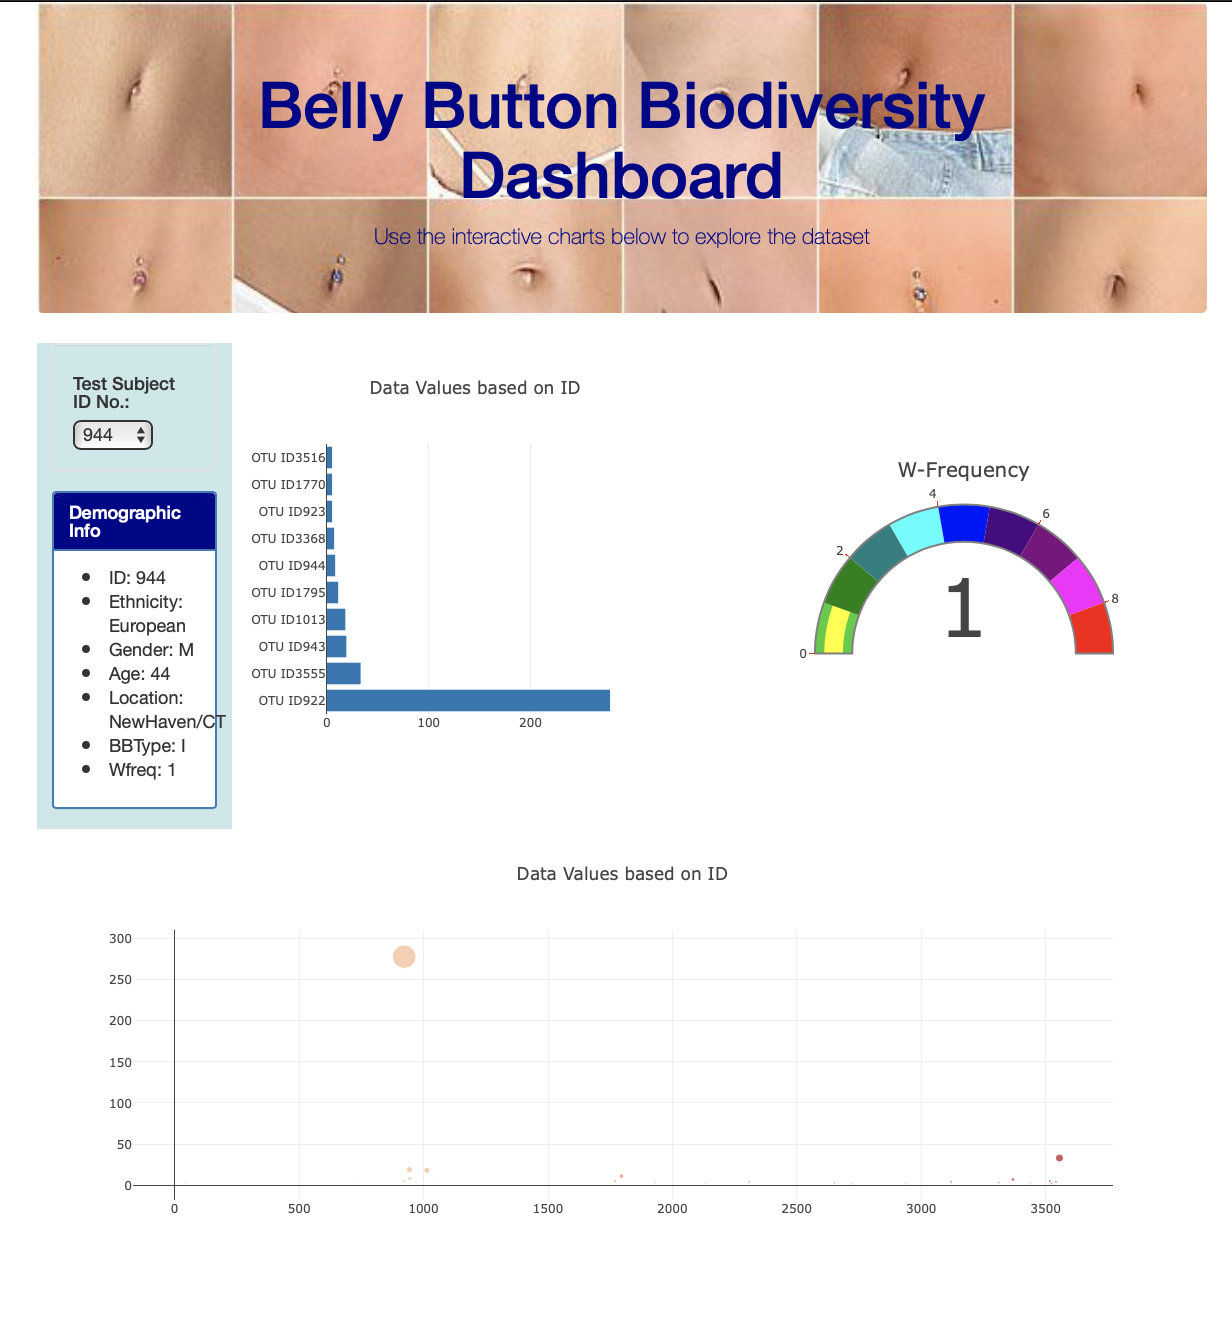 Belly Button Biodiversity
Dashboard
Use the interactive charts below to explore the dataset
Test Subject
ID No.:
944
Demographic
Info
ID: 944
Ethnicity:
European
Gender: M
Age: 44
Location:
NewHaven/CT
BBType: I
Wfreq: 1
Data Values based on ID
OTU ID3516
OTU ID1770
OTU ID923
OTU ID3368
OTU ID944
OTU ID1795
OTU ID1013
OTU ID943
OTU ID3555
OTU ID922
0 100 200
W-Frequency
0
2
4
6
8
1
Data Values based on ID
300
250
200
150
100
50
0
0 500 1000 1500 2000 2500 3000 3500